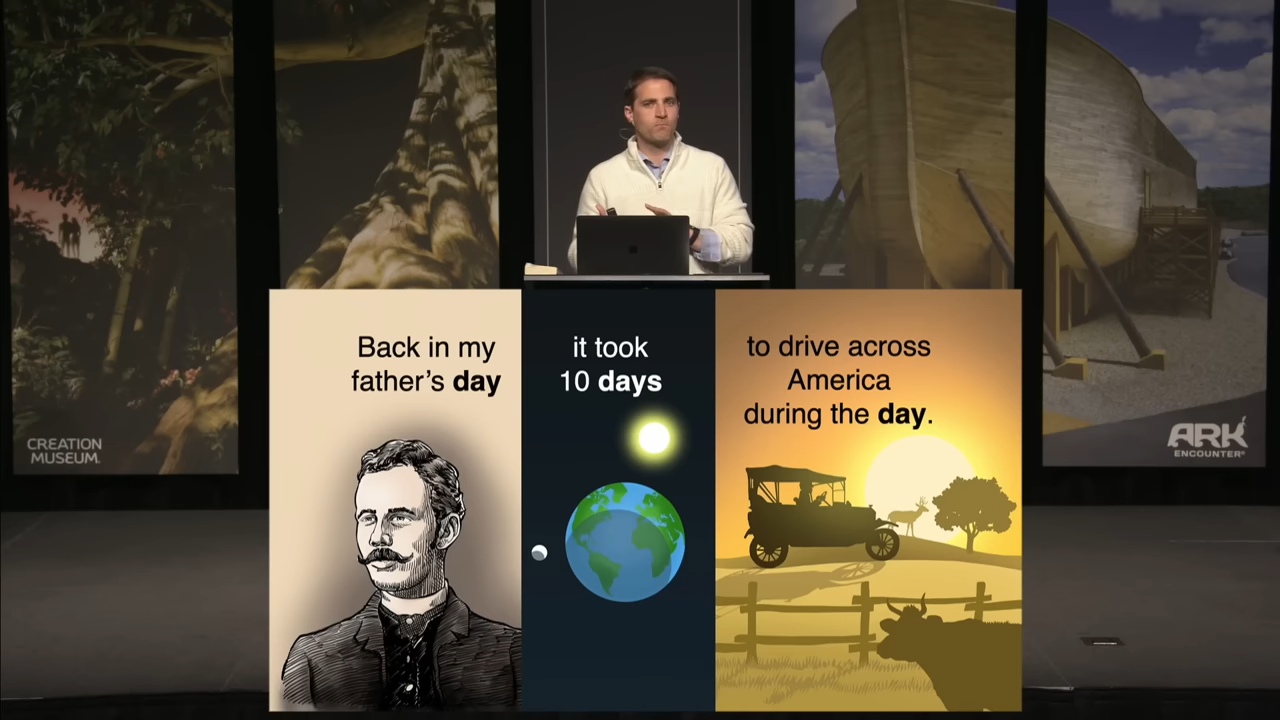 CREATION
MUSEUM
ARK
ENCOUNTER
Back in my
father's day
it took
10 days
to drive across
America
during the day.